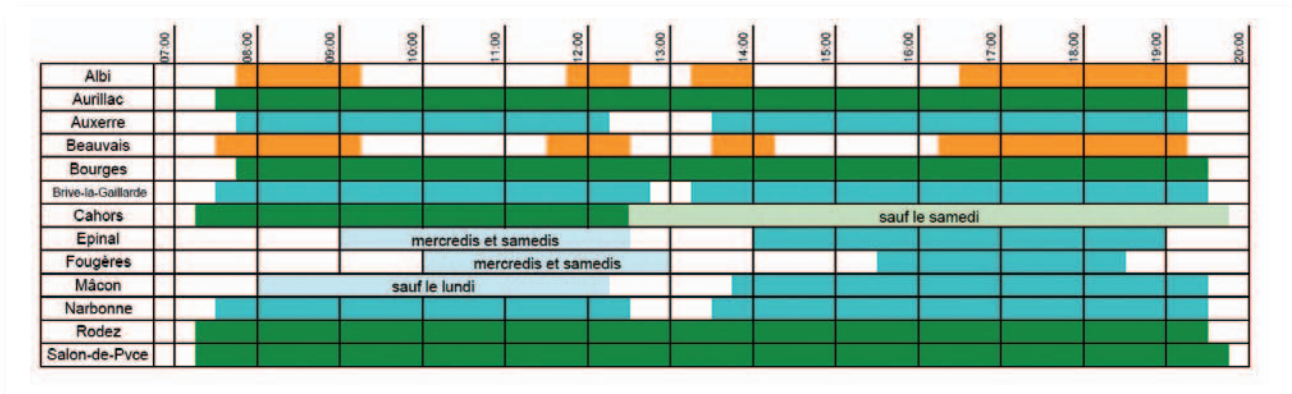 07:00 08:00 09:00 10:00 11:00 12:00 13:00 14:00 15:00 16:00 17:00 18:00 19:00 20:00
Albi
Aurillac
Auxerre
Beauvais
Bourges
Brive-la-Gaillarde
Cahors sauf le samedi
Epinal mercredis et samedis
Fougères mercredis et samedis
Mâcon sauf le lundi
Narbonne
Rodez
Salon-de-Pvce